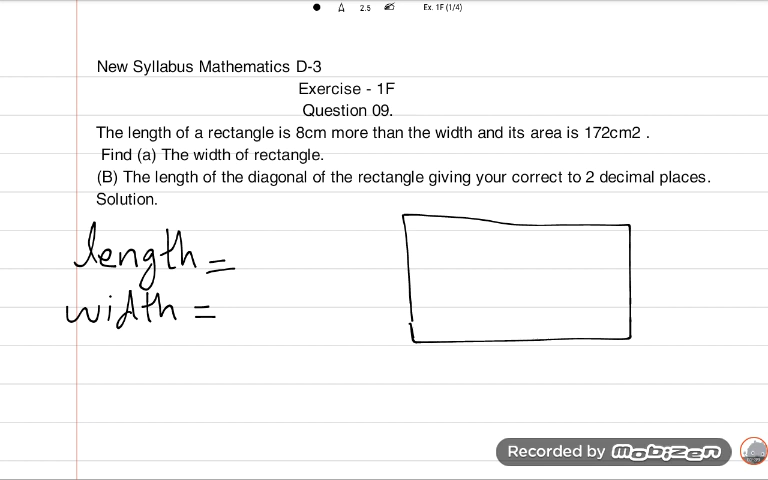 A 2.5 Ex. 1F (1/4)
New Syllabus Mathematics D-3
Exercise - 1F
Question 09.
The length of a rectangle is 8cm more than the width and its area is 172cm2 .
Find (a) The width of rectangle.
(B) The length of the diagonal of the rectangle giving your correct to 2 decimal places.
Solution.
length =
width =
Recorded by mobizen